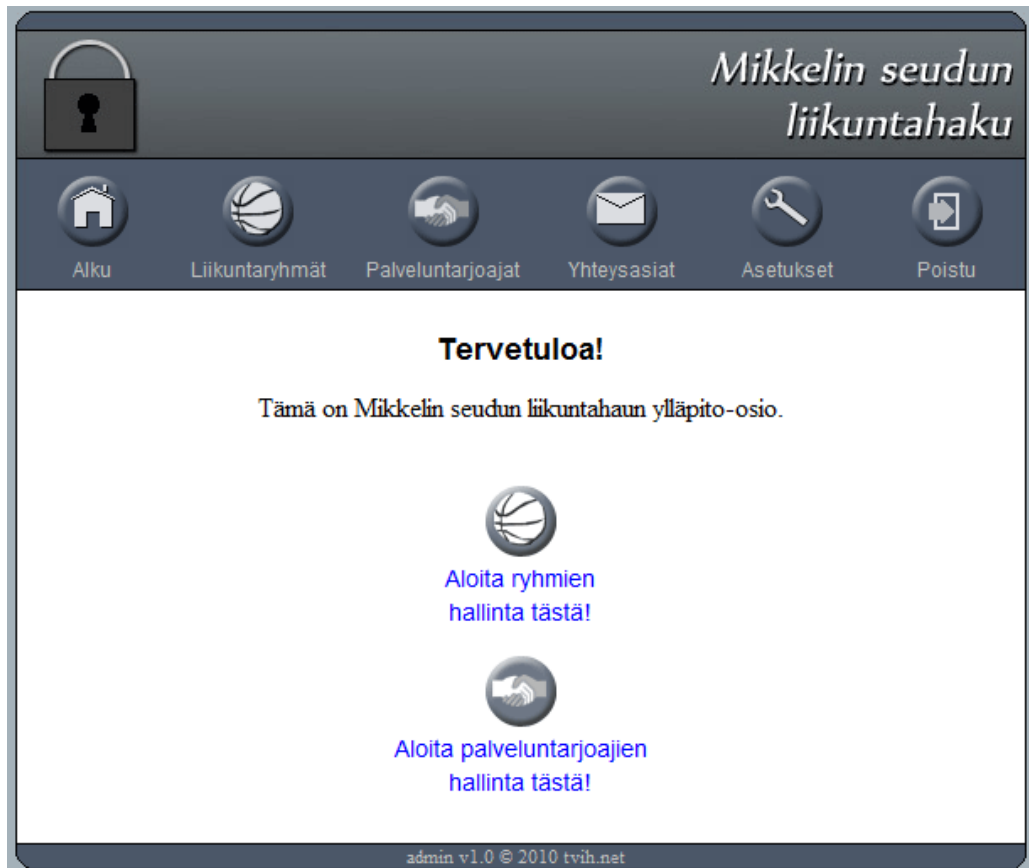 Mikkelin seudun
liikuntahaku
Alku Liikuntaryhmät Palveluntarjoajat Yhteysasiat Asetukset Poistu
Tervetuloa!
Tämä on Mikkelin seudun liikuntahaun ylläpito-osio.
Aloita ryhmien
hallinta tästä!
Aloita palveluntarjoajien
hallinta tästä!
admin v1.0 © 2010 tvih.net